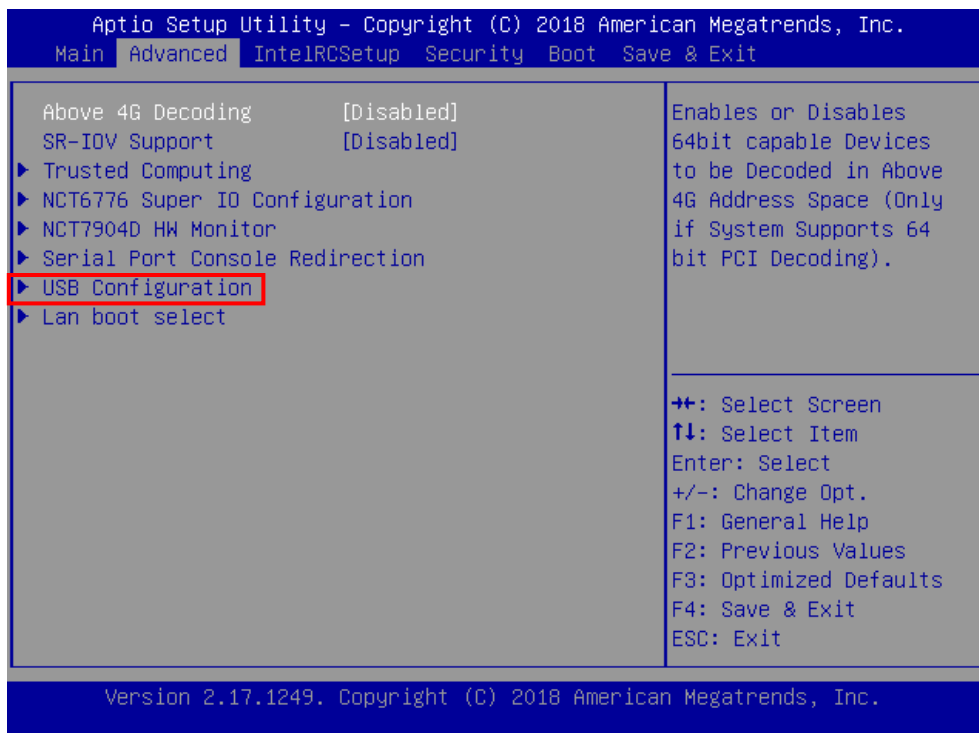 Aptio Setup Utility – Copyright (C) 2018 American Megatrends, Inc.
Main Advanced IntelRCSetup Security Boot Save & Exit
Above 4G Decoding [Disabled]
SR-IOV Support [Disabled]
▶ Trusted Computing
▶ NCT6776 Super IO Configuration
▶ NCT7904D HW Monitor
▶ Serial Port Console Redirection
▶ USB Configuration
▶ Lan boot select
Enables or Disables
64bit capable Devices
to be Decoded in Above
4G Address Space (Only
if System Supports 64
bit PCI Decoding).
→←: Select Screen
↑↓: Select Item
Enter: Select
+/-: Change Opt.
F1: General Help
F2: Previous Values
F3: Optimized Defaults
F4: Save & Exit
ESC: Exit
Version 2.17.1249. Copyright (C) 2018 American Megatrends, Inc.